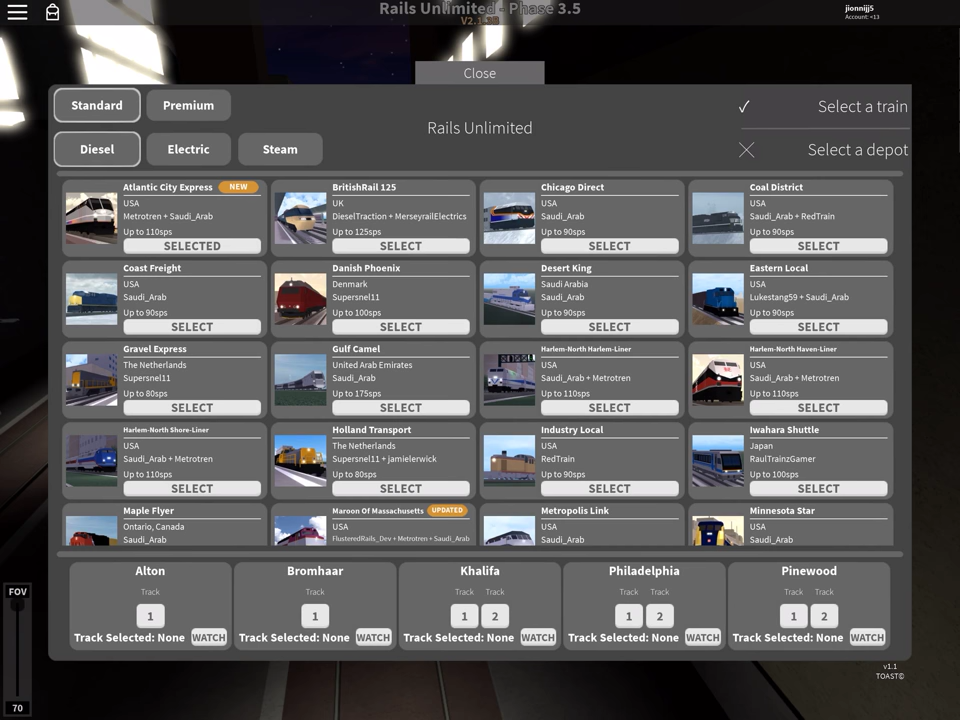 Rails Unlimited - Phase 3.5
jionnijj5
Account: <13
Close
Standard
Premium
✓ Select a train
Rails Unlimited
Diesel
Electric
Steam
Select a depot
Atlantic City Express NEW
USA
Metrotren + Saudi_Arab
Up to 110sps
SELECTED
BritishRail 125
UK
DieselTraction + MerseyrailElectrics
Up to 125sps
SELECT
Chicago Direct
USA
Saudi_Arab
Up to 90sps
SELECT
Coal District
USA
Saudi_Arab + RedTrain
Up to 90sps
SELECT
Coast Freight
USA
Saudi_Arab
Up to 90sps
SELECT
Danish Phoenix
Denmark
Supersnel11
Up to 100sps
SELECT
Desert King
Saudi Arabia
Saudi_Arab
Up to 90sps
SELECT
Eastern Local
USA
Lukestang59 + Saudi_Arab
Up to 90sps
SELECT
Gravel Express
The Netherlands
Supersnel11
Up to 80sps
SELECT
Gulf Camel
United Arab Emirates
Saudi_Arab
Up to 175sps
SELECT
Harlem-North Harlem-Liner
USA
Saudi_Arab + Metrotren
Up to 110sps
SELECT
Harlem-North Haven-Liner
USA
Saudi_Arab + Metrotren
Up to 110sps
SELECT
Harlem-North Shore-Liner
USA
Saudi_Arab + Metrotren
Up to 110sps
SELECT
Holland Transport
The Netherlands
Supersnel11 + jamielerwick
Up to 80sps
SELECT
Industry Local
USA
RedTrain
Up to 90sps
SELECT
Iwahara Shuttle
Japan
RaulTrainzGamer
Up to 100sps
SELECT
Maple Flyer
Ontario, Canada
Saudi_Arab
Maroon Of Massachusetts UPDATED
USA
FlusteredRails_Dev + Metrotren + Saudi_Arab
Metropolis Link
USA
Saudi_Arab
Minnesota Star
USA
Saudi_Arab
Alton
Track
1
Track Selected: None WATCH
Bromhaar
Track
1
Track Selected: None WATCH
Khalifa
Track Track
1 2
Track Selected: None WATCH
Philadelphia
Track Track
1 2
Track Selected: None WATCH
Pinewood
Track Track
1 2
Track Selected: None WATCH
FOV
70
v1.1
TOAST©